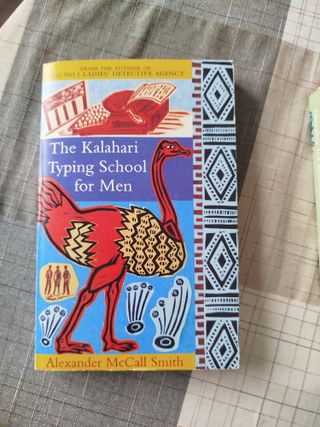 FROM THE AUTHOR OF
THE NO.1 LADIES' DETECTIVE AGENCY
The Kalahari
Typing School
for Men
Alexander McCall Smith